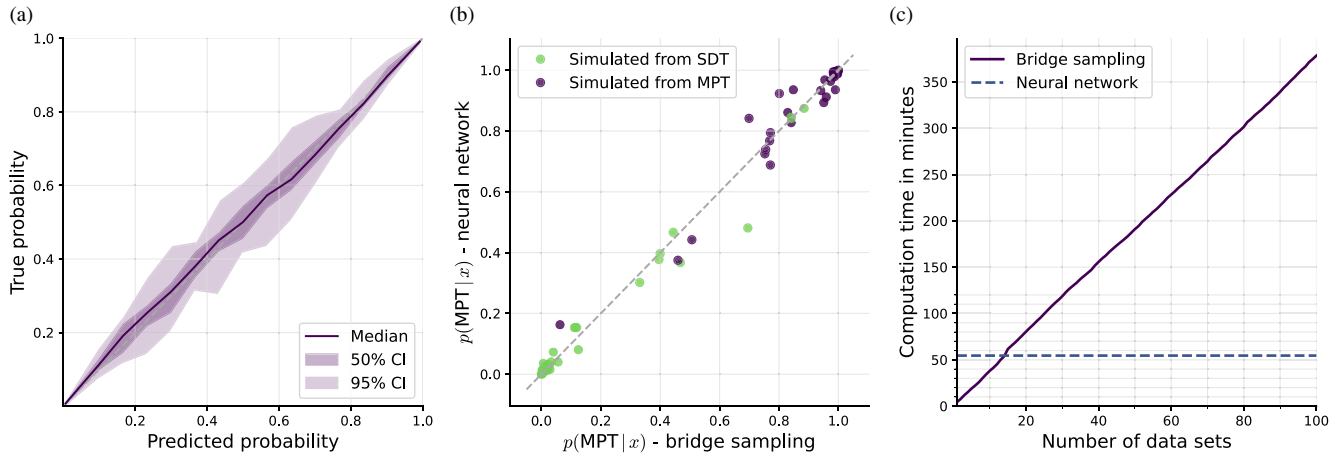 (a)
True probability
1.0
0.8
0.6
0.4
0.2
0.2 0.4 0.6 0.8 1.0
Predicted probability
Median
50% CI
95% CI
(b)
p(MPT | x) - neural network
1.0
0.8
0.6
0.4
0.2
0.0
0.0 0.2 0.4 0.6 0.8 1.0
p(MPT | x) - bridge sampling
Simulated from SDT
Simulated from MPT
(c)
Computation time in minutes
350
300
250
200
150
100
50
0
20 40 60 80 100
Number of data sets
Bridge sampling
Neural network